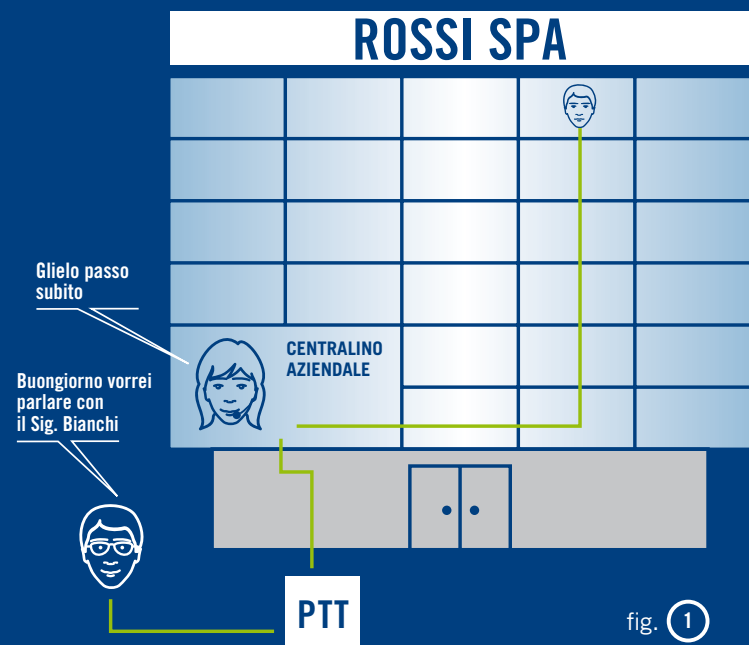 ROSSI SPA
Glielo passo
subito
CENTRALINO
AZIENDALE
Buongiorno vorrei
parlare con
il Sig. Bianchi
PTT
fig. 1